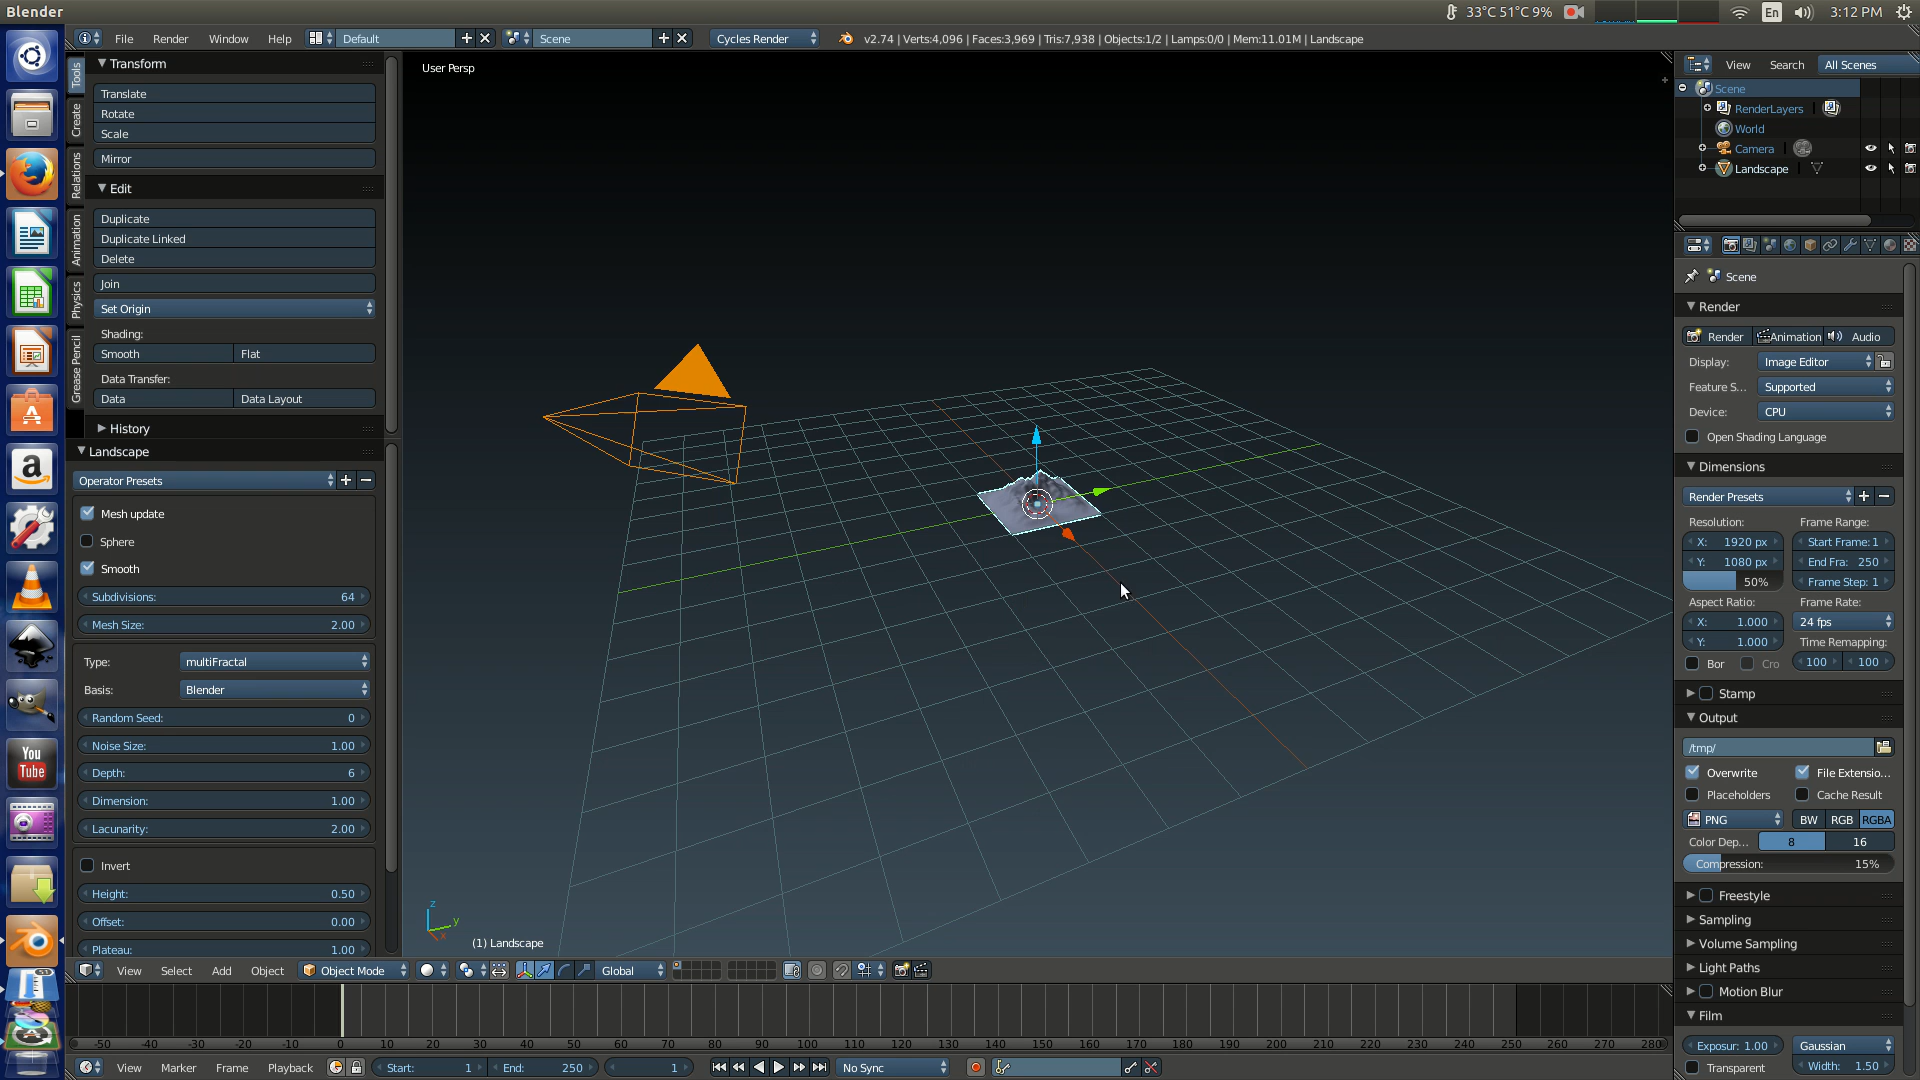 Blender
33°C 51°C 9%
En
3:12 PM
File Render Window Help
Default
Scene
Cycles Render
v2.74 | Verts:4,096 | Faces:3,969 | Tris:7,938 | Objects:1/2 | Lamps:0/0 | Mem:11.01M | Landscape
Tools
Create
Relations
Animation
Physics
Grease Pencil
Transform
Translate
Rotate
Scale
Mirror
Edit
Duplicate
Duplicate Linked
Delete
Join
Set Origin
Shading:
Smooth Flat
Data Transfer:
Data Data Layout
History
Landscape
Operator Presets
Mesh update
Sphere
Smooth
Subdivisions: 64
Mesh Size: 2.00
Type: multiFractal
Basis: Blender
Random Seed: 0
Noise Size: 1.00
Depth: 6
Dimension: 1.00
Lacunarity: 2.00
Invert
Height: 0.50
Offset: 0.00
Plateau: 1.00
You
Tube
User Persp
z
y
x
(1) Landscape
View Select Add Object
Object Mode
Global
-50 -40 -30 -20 -10 0 10 20 30 40 50 60 70 80 90 100 110 120 130 140 150 160 170 180 190 200 210 220 230 240 250 260 270 280
View Marker Frame Playback
Start: 1
End: 250
1
No Sync
View Search All Scenes
Scene
RenderLayers
World
Camera
Landscape
Scene
Render
Render Animation Audio
Display: Image Editor
Feature S... Supported
Device: CPU
Open Shading Language
Dimensions
Render Presets
Resolution: Frame Range:
X: 1920 px Start Frame: 1
Y: 1080 px End Fra: 250
50% Frame Step: 1
Aspect Ratio: Frame Rate:
X: 1.000 24 fps
Y: 1.000 Time Remapping:
Bor Cro 100 100
Stamp
Output
/tmp/
Overwrite File Extensio...
Placeholders Cache Result
PNG BW RGB RGBA
Color Dep... 8 16
Compression: 15%
Freestyle
Sampling
Volume Sampling
Light Paths
Motion Blur
Film
Exposur: 1.00 Gaussian
Transparent Width: 1.50